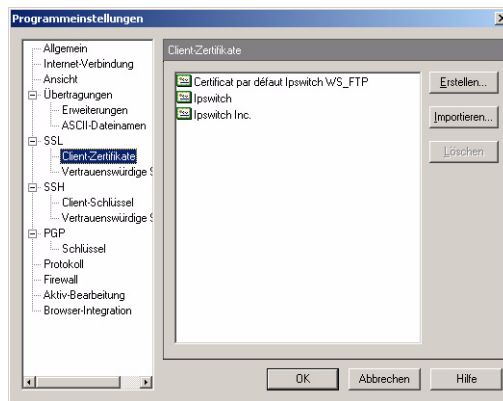 Programmeinstellungen
Allgemein
Internet-Verbindung
Ansicht
Übertragungen
Erweiterungen
ASCII-Dateinamen
SSL
Client-Zertifikate
Vertrauenswürdige S
SSH
Client-Schlüssel
Vertrauenswürdige S
PGP
Schlüssel
Protokoll
Firewall
Aktiv-Bearbeitung
Browser-Integration
Client-Zertifikate
Certificat par défaut Ipswitch WS_FTP
Ipswitch
Ipswitch Inc.
Erstellen...
Importieren...
Löschen
OK
Abbrechen
Hilfe